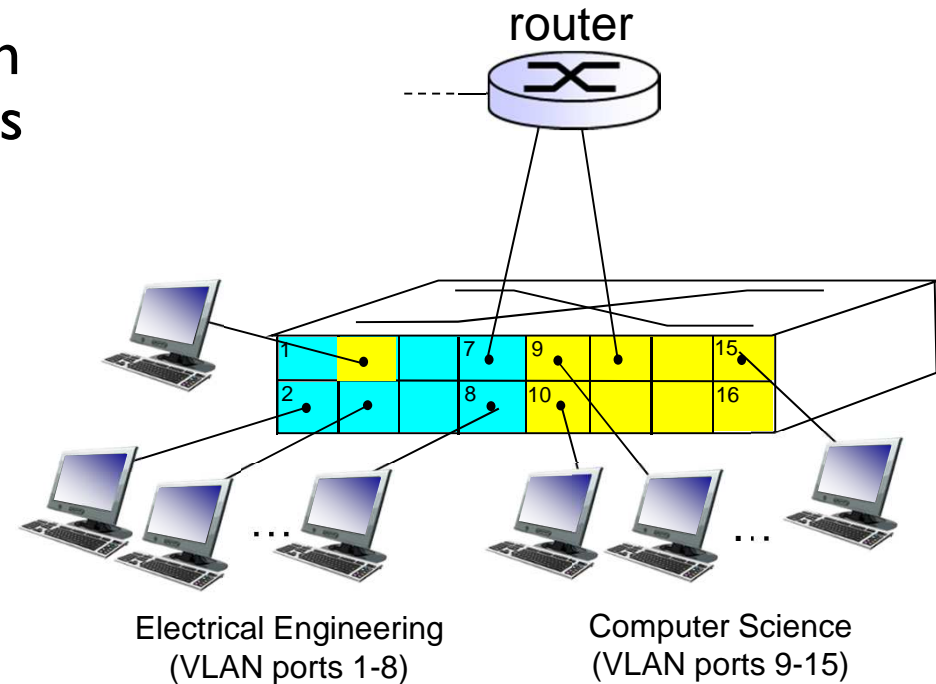 router
n
s
1
7
9
15
2
8
10
16
...
...
Electrical Engineering
(VLAN ports 1-8)
Computer Science
(VLAN ports 9-15)